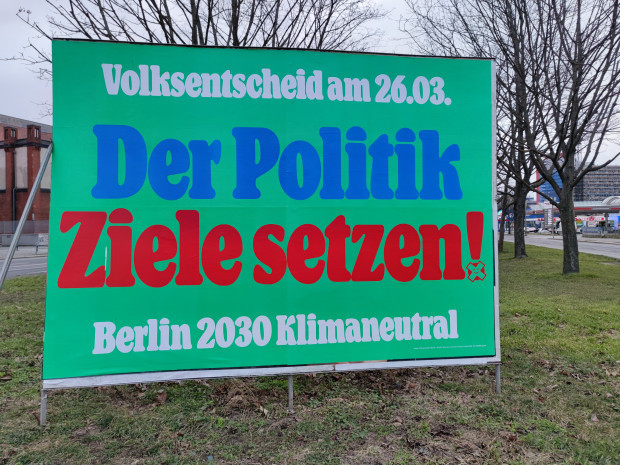 Volksentscheid am 26.03.
Der Politik
Ziele setzen!
Berlin 2030 Klimaneutral